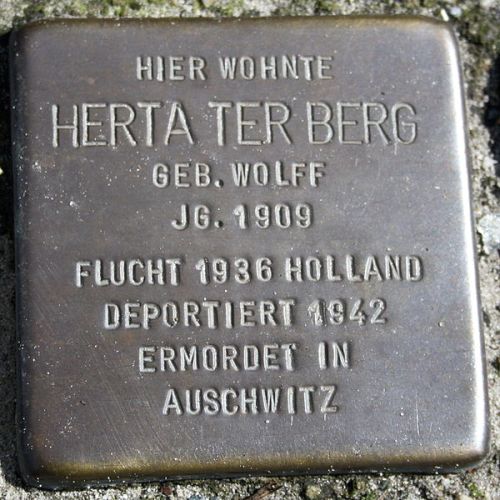 HIER WOHNTE
HERTA TER BERG
GEB. WOLFF
JG. 1909
FLUCHT 1936 HOLLAND
DEPORTIERT 1942
ERMORDET IN
AUSCHWITZ